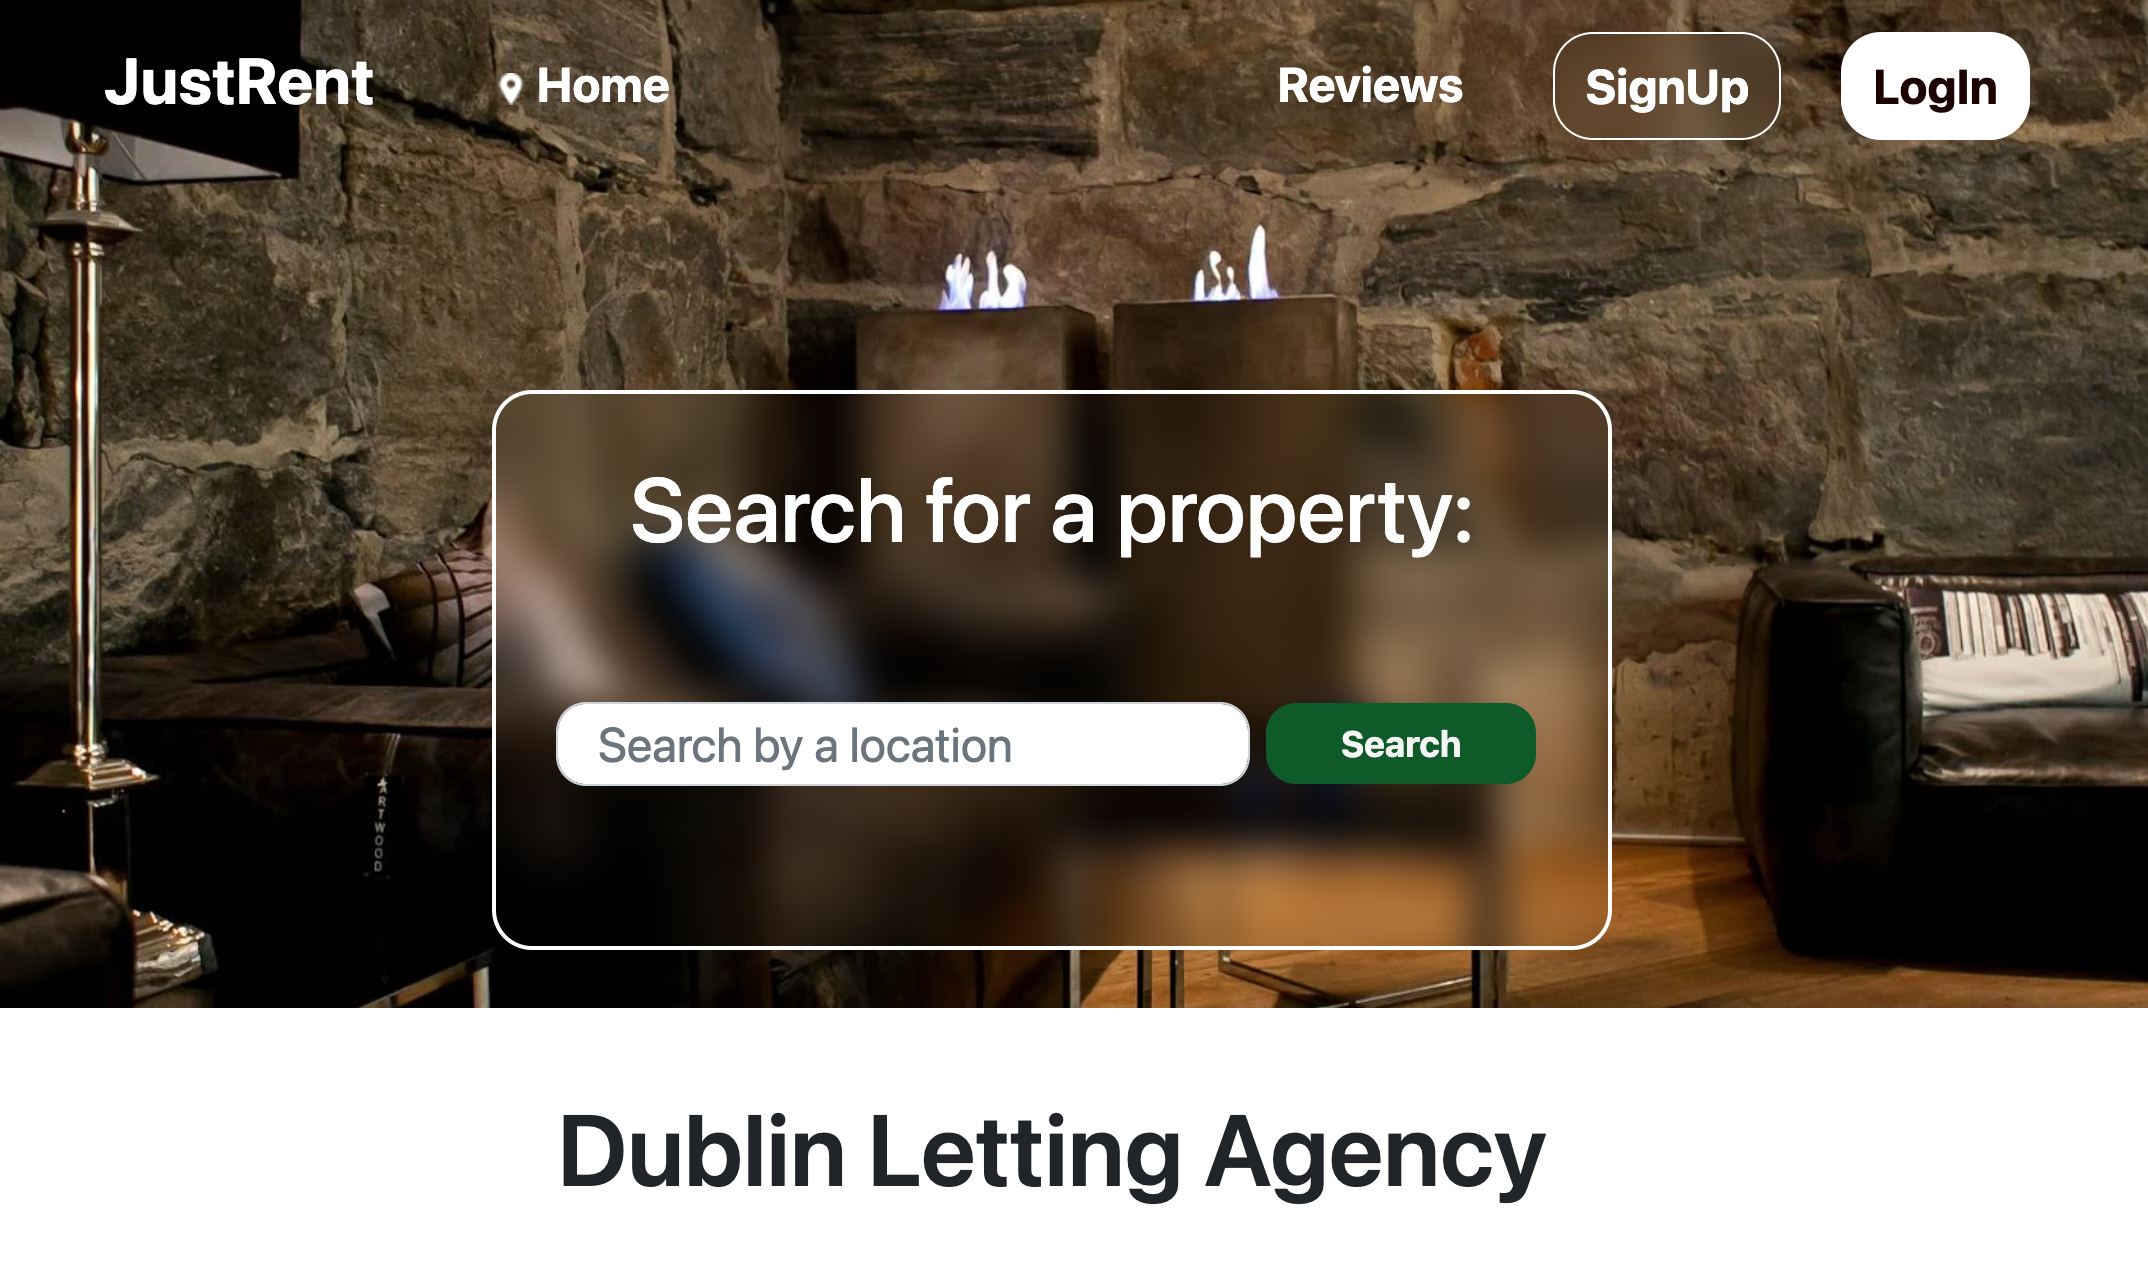 JustRent Home Reviews SignUp LogIn
Search for a property:
Search by a location Search
ARTWOOD
Dublin Letting Agency